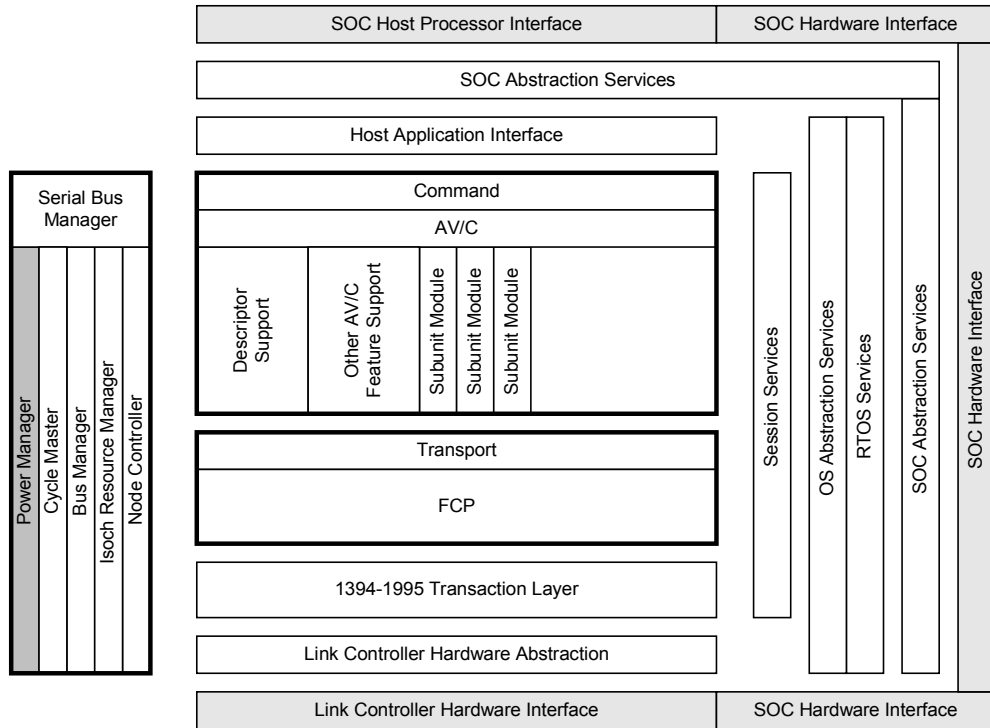 SOC Host Processor Interface
SOC Hardware Interface
SOC Abstraction Services
Host Application Interface
Serial Bus
Manager
Power Manager
Cycle Master
Bus Manager
Isoch Resource Manager
Node Controller
Command
AV/C
Descriptor
Support
Other AV/C
Feature Support
Subunit Module
Subunit Module
Subunit Module
Transport
FCP
1394-1995 Transaction Layer
Link Controller Hardware Abstraction
Session Services
OS Abstraction Services
RTOS Services
SOC Abstraction Services
SOC Hardware Interface
Link Controller Hardware Interface
SOC Hardware Interface